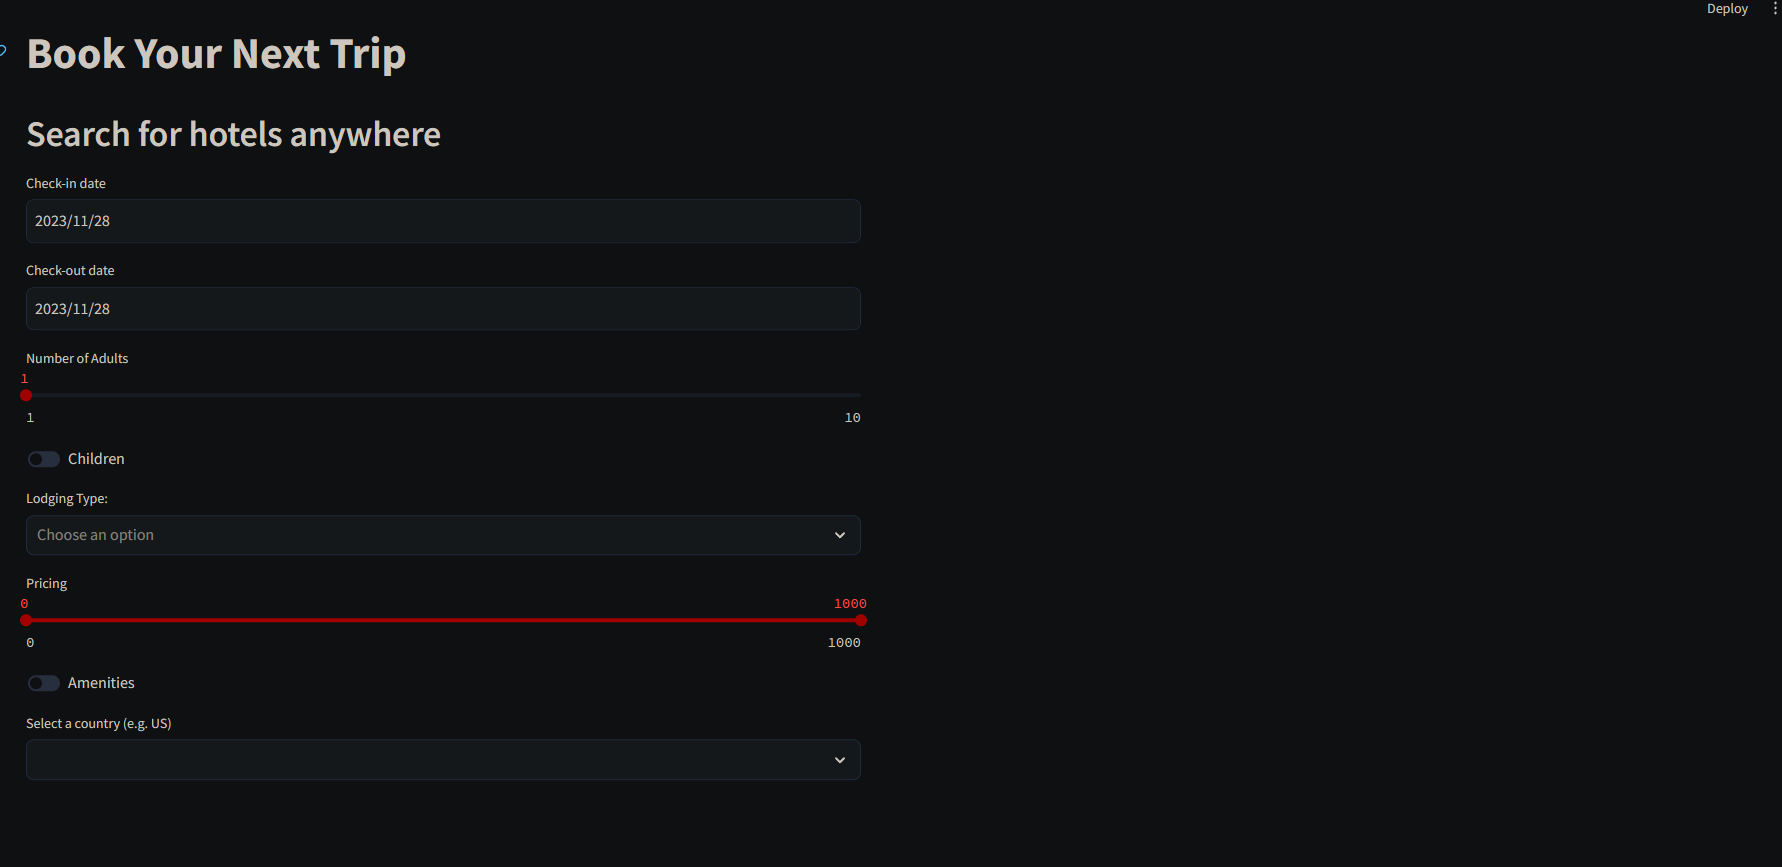 Deploy
Book Your Next Trip
Search for hotels anywhere
Check-in date
2023/11/28
Check-out date
2023/11/28
Number of Adults
1
1 10
Children
Lodging Type:
Choose an option
Pricing
0 1000
0 1000
Amenities
Select a country (e.g. US)